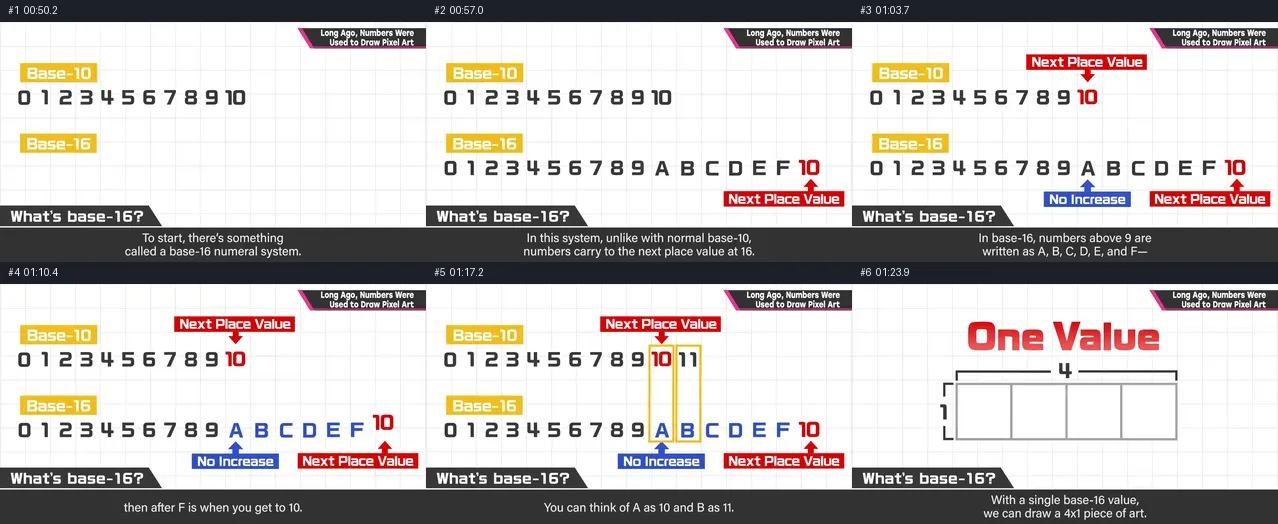 #1 00:50.2
Long Ago, Numbers Were
Used to Draw Pixel Art
Base-10
0 1 2 3 4 5 6 7 8 9 10
Base-16
What's base-16?
To start, there's something
called a base-16 numeral system.
#2 00:57.0
Long Ago, Numbers Were
Used to Draw Pixel Art
Base-10
0 1 2 3 4 5 6 7 8 9 10
Base-16
0 1 2 3 4 5 6 7 8 9 A B C D E F 10
Next Place Value
What's base-16?
In this system, unlike with normal base-10,
numbers carry to the next place value at 16.
#3 01:03.7
Long Ago, Numbers Were
Used to Draw Pixel Art
Next Place Value
Base-10
0 1 2 3 4 5 6 7 8 9 10
Base-16
0 1 2 3 4 5 6 7 8 9 A B C D E F 10
No Increase
Next Place Value
What's base-16?
In base-16, numbers above 9 are
written as A, B, C, D, E, and F—
#4 01:10.4
Long Ago, Numbers Were
Used to Draw Pixel Art
Next Place Value
Base-10
0 1 2 3 4 5 6 7 8 9 10
Base-16
0 1 2 3 4 5 6 7 8 9 A B C D E F 10
No Increase
Next Place Value
What's base-16?
then after F is when you get to 10.
#5 01:17.2
Long Ago, Numbers Were
Used to Draw Pixel Art
Next Place Value
Base-10
0 1 2 3 4 5 6 7 8 9 10 11
Base-16
0 1 2 3 4 5 6 7 8 9 A B C D E F 10
No Increase
Next Place Value
What's base-16?
You can think of A as 10 and B as 11.
#6 01:23.9
Long Ago, Numbers Were
Used to Draw Pixel Art
One Value
4
1
What's base-16?
With a single base-16 value,
we can draw a 4x1 piece of art.